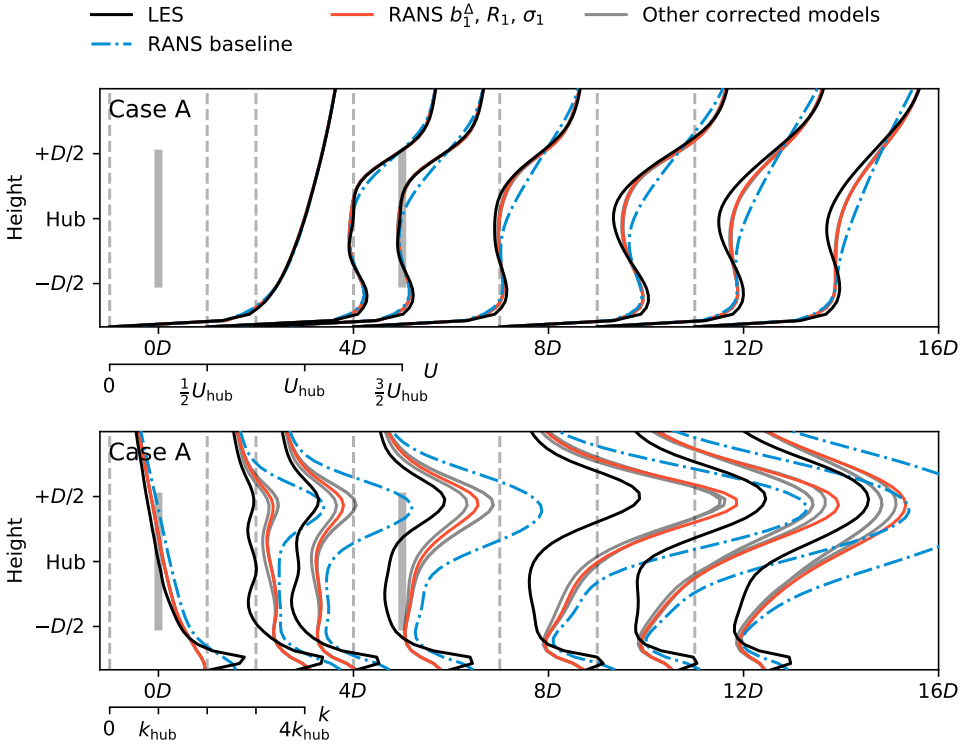 LES
RANS b₁^Δ, R₁, σ₁
Other corrected models
RANS baseline
Case A
+D/2
Hub
−D/2
Height
0D 4D 8D 12D 16D
0 ½U_hub U_hub 3/2 U_hub U
Case A
+D/2
Hub
−D/2
Height
0D 4D 8D 12D 16D
0 k_hub 4k_hub k